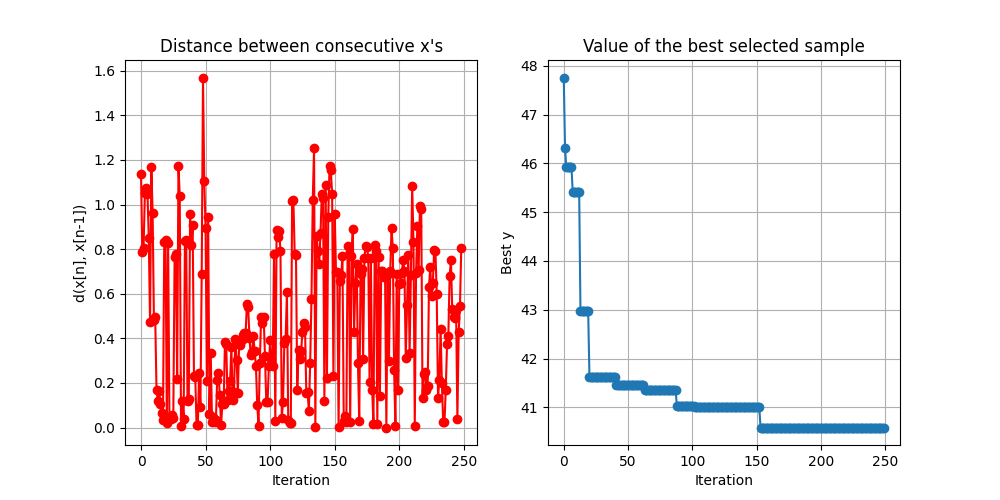 Distance between consecutive x's
1.6
1.4
1.2
1.0
0.8
0.6
0.4
0.2
0.0
d(x[n], x[n-1])
0 50 100 150 200 250
Iteration
Value of the best selected sample
48
47
46
45
44
43
42
41
Best y
0 50 100 150 200 250
Iteration